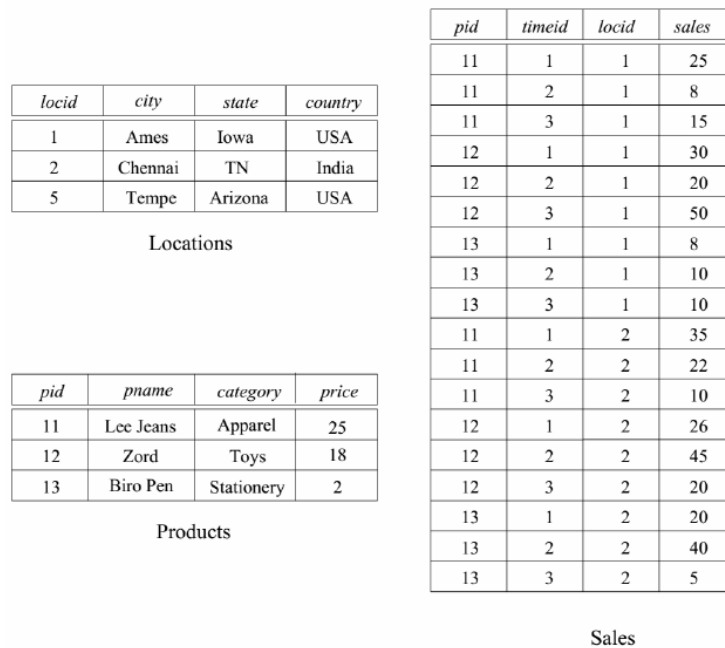 locid city state country
1 Ames Iowa USA
2 Chennai TN India
5 Tempe Arizona USA
Locations
pid pname category price
11 Lee Jeans Apparel 25
12 Zord Toys 18
13 Biro Pen Stationery 2
Products
pid timeid locid sales
11 1 1 25
11 2 1 8
11 3 1 15
12 1 1 30
12 2 1 20
12 3 1 50
13 1 1 8
13 2 1 10
13 3 1 10
11 1 2 35
11 2 2 22
11 3 2 10
12 1 2 26
12 2 2 45
12 3 2 20
13 1 2 20
13 2 2 40
13 3 2 5
Sales